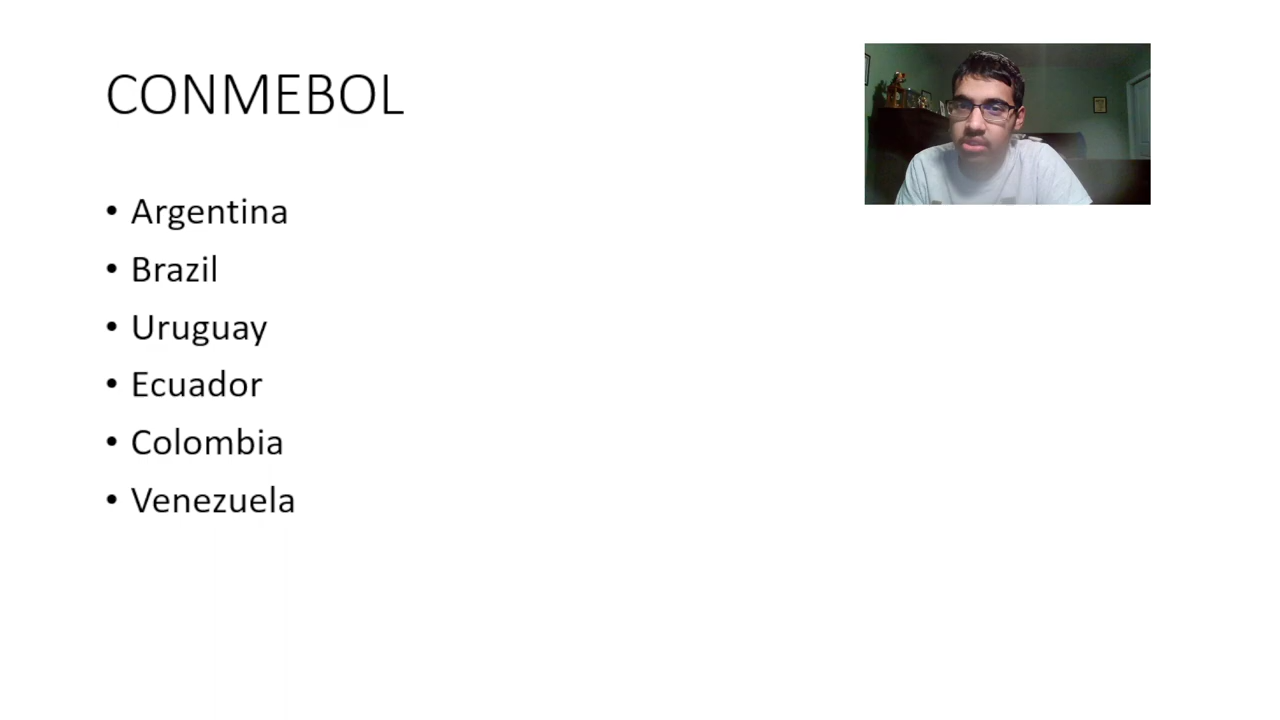 CONMEBOL
• Argentina
• Brazil
• Uruguay
• Ecuador
• Colombia
• Venezuela